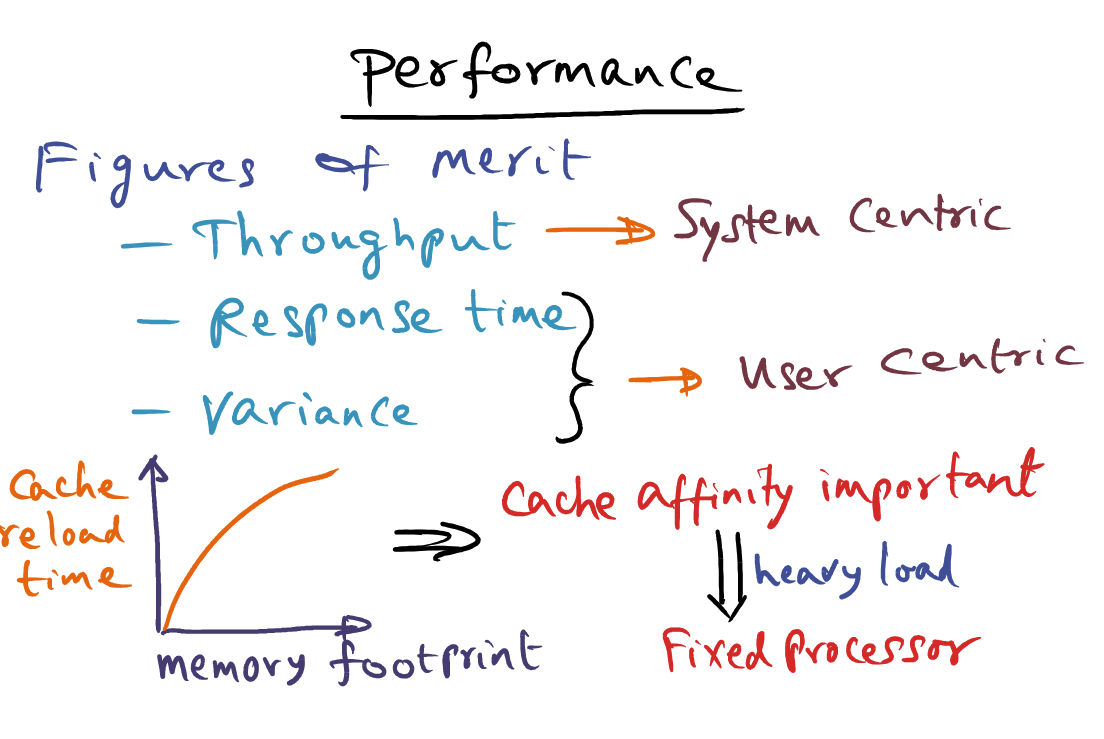 Performance
Figures of merit
— Throughput → System Centric
— Response time
— Variance
→ User Centric
Cache
reload
time
memory footprint
⇒ Cache affinity important
heavy load
Fixed Processor